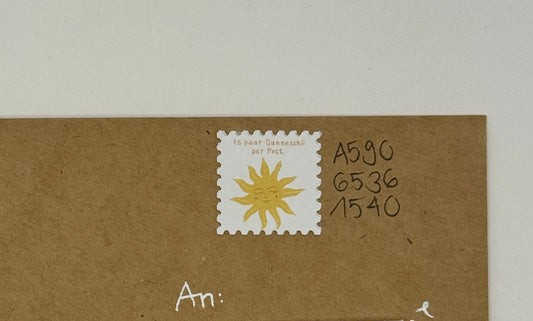 Es paar Sunneschii
per Post.
A590
6536
1540
An: